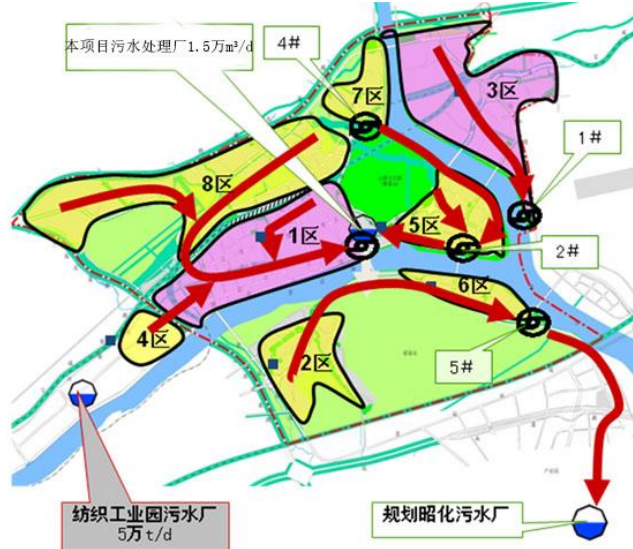 本项目污水处理厂1.5万m³/d
4#
7区
3区
1#
8区
1区
5区
2#
6区
4区
2区
5#
纺织工业园污水厂
5万t/d
规划昭化污水厂